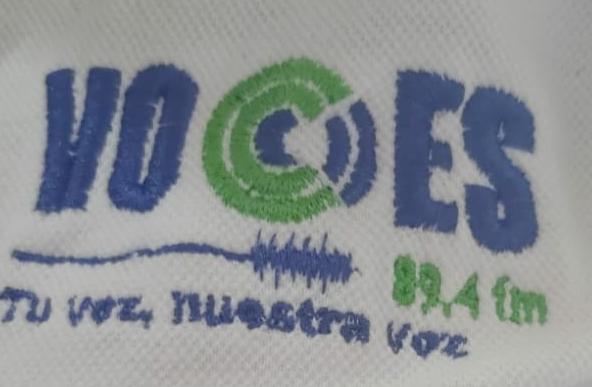 VOCES
89.4 fm
Tu voz, nuestra voz